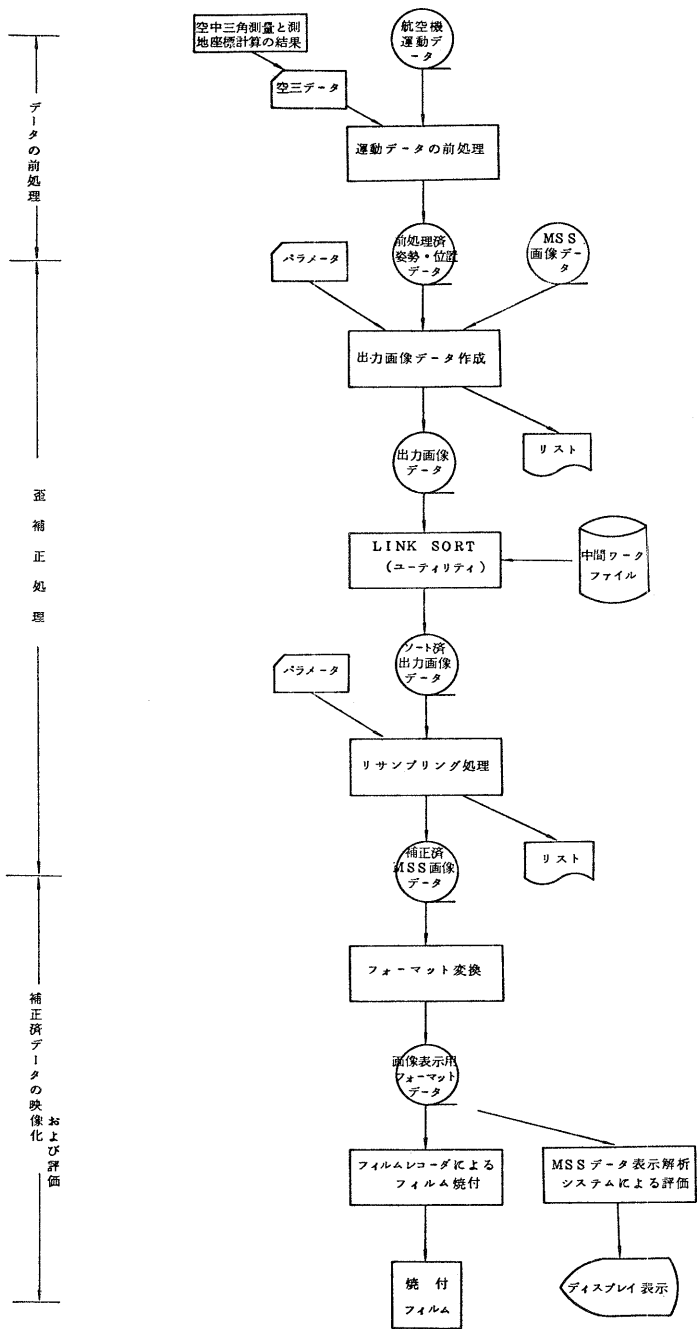 空中三角測量と測
地座標計算の結果
航空機
運動デー
タ
空三データ
運動データの前処理
データの前処理
前処理済
姿勢・位置
データ
MSS
画像デー
タ
パラメータ
出力画像データ作成
リスト
出力画像
データ
LINK SORT
(ユーティリティ)
中間ワーク
ファイル
歪補正処理
ソート済
出力画像
データ
パラメータ
リサンプリング処理
リスト
補正済
MSS画像
データ
フォーマット変換
画像表示用
フォーマット
データ
補正済データの映像化
および評価
フィルムレコーダによる
フィルム焼付
MSSデータ表示解析
システムによる評価
焼付
フィルム
ディスプレイ表示